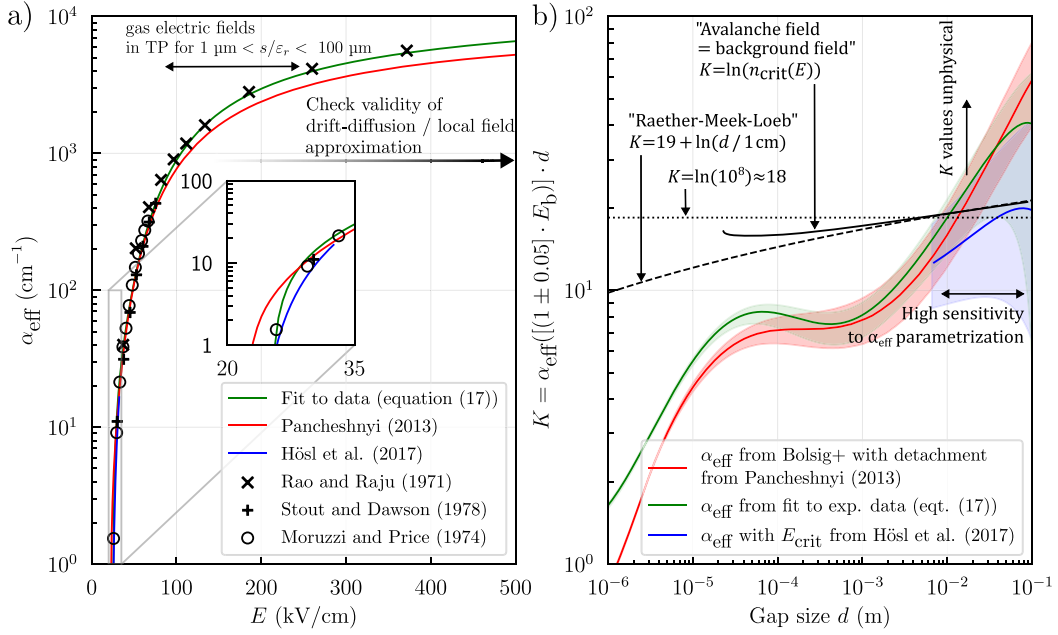 a)
gas electric fields
in TP for 1 μm < s/εr < 100 μm
Check validity of
drift-diffusion / local field
approximation
αeff (cm⁻¹)
10⁴
10³
10²
10¹
10⁰
100
10
1
20
35
Fit to data (equation (17))
Pancheshnyi (2013)
Hösl et al. (2017)
Rao and Raju (1971)
Stout and Dawson (1978)
Moruzzi and Price (1974)
0
100
200
300
400
500
E (kV/cm)
b)
"Avalanche field
= background field"
K=ln(ncrit(E))
"Raether-Meek-Loeb"
K=19+ln(d/1cm)
K=ln(10⁸)≈18
K values unphysical
High sensitivity
to αeff parametrization
K = αeff([(1 ± 0.05] · Eb)] · d
10²
10¹
10⁰
αeff from Bolsig+ with detachment
from Pancheshnyi (2013)
αeff from fit to exp. data (eqt. (17))
αeff with Ecrit from Hösl et al. (2017)
10⁻⁶
10⁻⁵
10⁻⁴
10⁻³
10⁻²
10⁻¹
Gap size d (m)